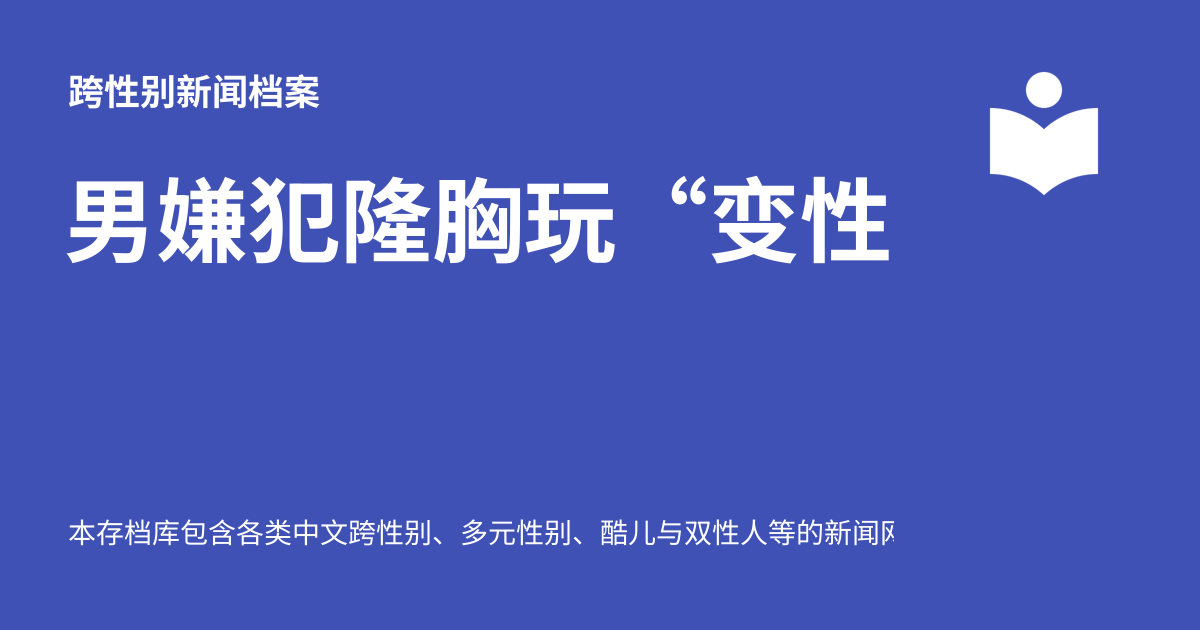 跨性别新闻档案
男嫌犯隆胸玩“变性
本存档库包含各类中文跨性别、多元性别、酷儿与双性人等的新闻